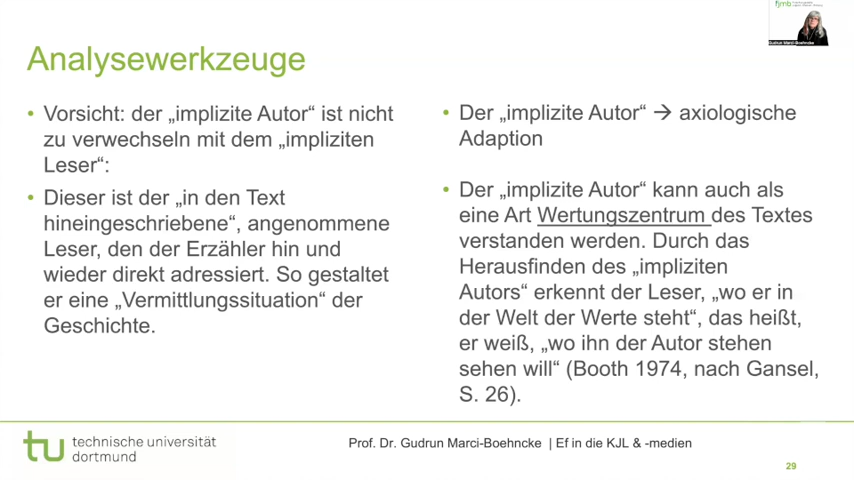 Analysewerkzeuge
• Vorsicht: der „implizite Autor“ ist nicht
zu verwechseln mit dem „impliziten
Leser“:
• Dieser ist der „in den Text
hineingeschriebene“, angenommene
Leser, den der Erzähler hin und
wieder direkt adressiert. So gestaltet
er eine „Vermittlungssituation“ der
Geschichte.
• Der „implizite Autor“ → axiologische
Adaption
• Der „implizite Autor“ kann auch als
eine Art Wertungszentrum des Textes
verstanden werden. Durch das
Herausfinden des „impliziten
Autors“ erkennt der Leser, „wo er in
der Welt der Werte steht“, das heißt,
er weiß, „wo ihn der Autor stehen
sehen will“ (Booth 1974, nach Gansel,
S. 26).
fjmb
Gudrun Marci-Boehncke
tu technische universität
dortmund
Prof. Dr. Gudrun Marci-Boehncke | Ef in die KJL & -medien
29